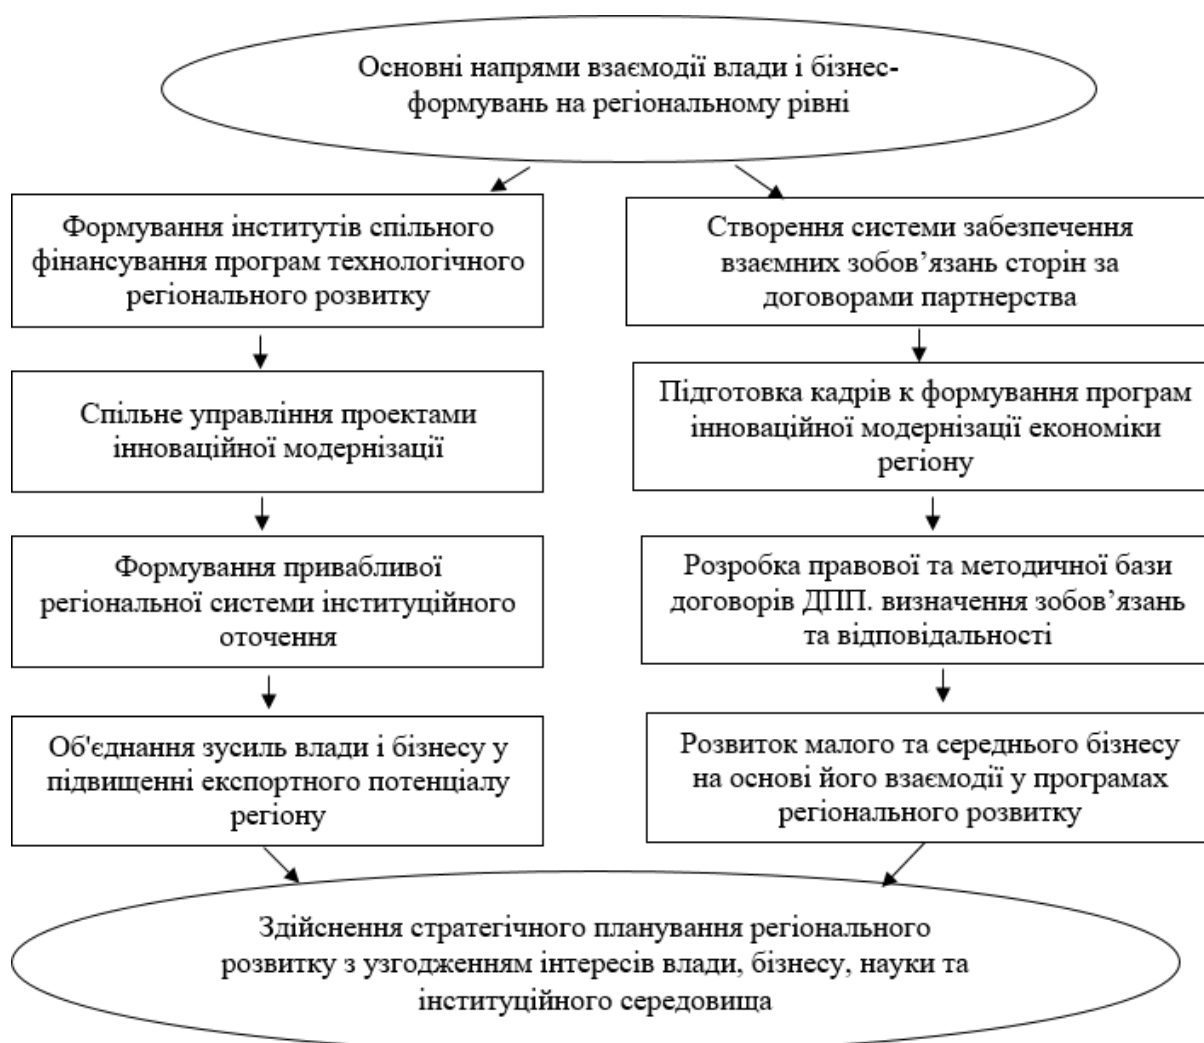 Основні напрями взаємодії влади і бізнес-
формувань на регіональному рівні
Формування інститутів спільного
фінансування програм технологічного
регіонального розвитку
Спільне управління проектами
інноваційної модернізації
Формування привабливої
регіональної системи інституційного
оточення
Об'єднання зусиль влади і бізнесу у
підвищенні експортного потенціалу
регіону
Створення системи забезпечення
взаємних зобов’язань сторін за
договорами партнерства
Підготовка кадрів к формування програм
інноваційної модернізації економіки
регіону
Розробка правової та методичної бази
договорів ДПП. визначення зобов’язань
та відповідальності
Розвиток малого та середнього бізнесу
на основі його взаємодії у програмах
регіонального розвитку
Здійснення стратегічного планування регіонального
розвитку з узгодженням інтересів влади, бізнесу, науки та
інституційного середовища